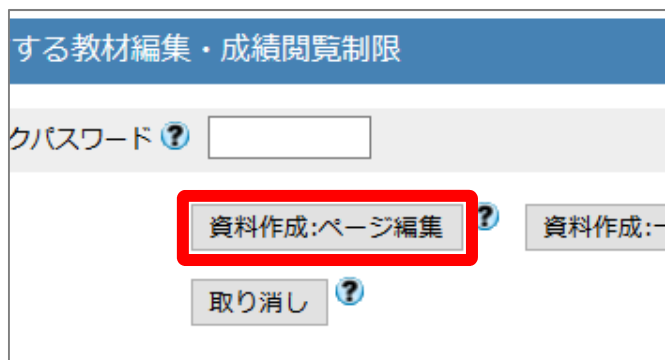 する教材編集・成績閲覧制限
クパスワード ?
資料作成:ページ編集 ? 資料作成:
取り消し ?